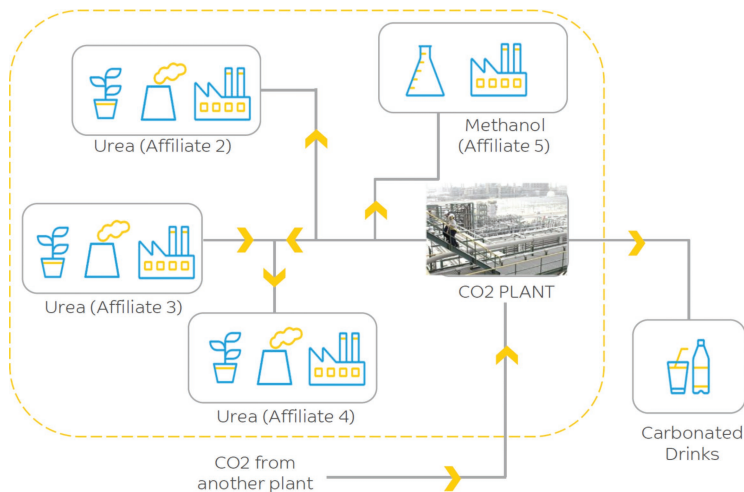 Urea (Affiliate 2)
Methanol
(Affiliate 5)
Urea (Affiliate 3)
CO2 PLANT
Urea (Affiliate 4)
Carbonated
Drinks
CO2 from
another plant